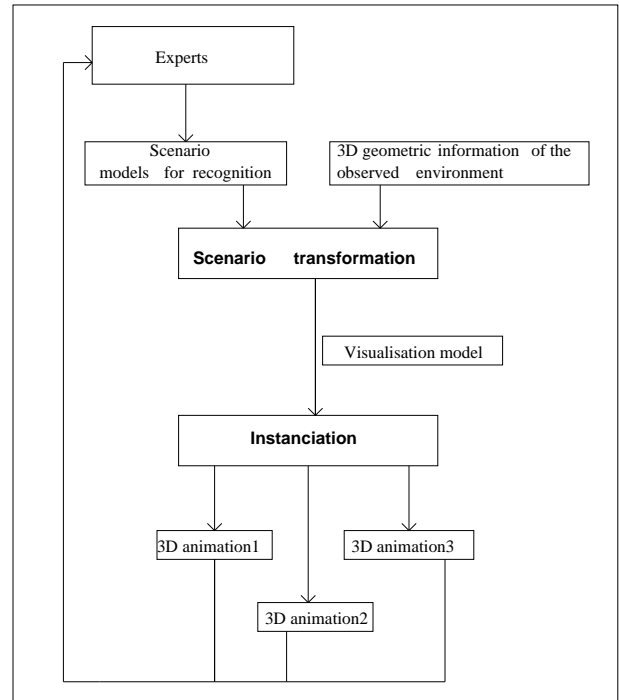 Experts
Scenario
models for recognition
3D geometric information of the
observed environment
Scenario transformation
Visualisation model
Instanciation
3D animation1
3D animation3
3D animation2